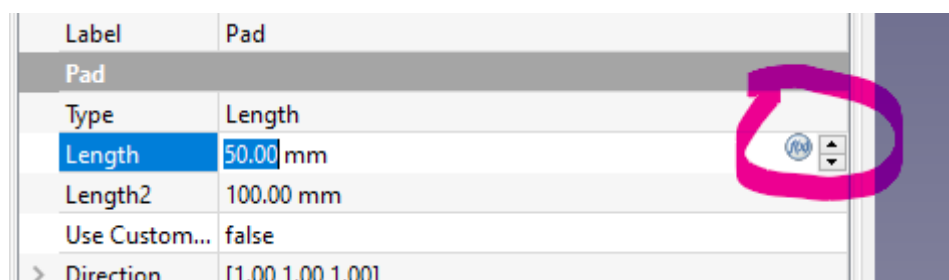 Label Pad
Pad
Type Length
Length 50.00 mm f(x)
Length2 100.00 mm
Use Custom... false
Direction [1.00 1.00 1.00]